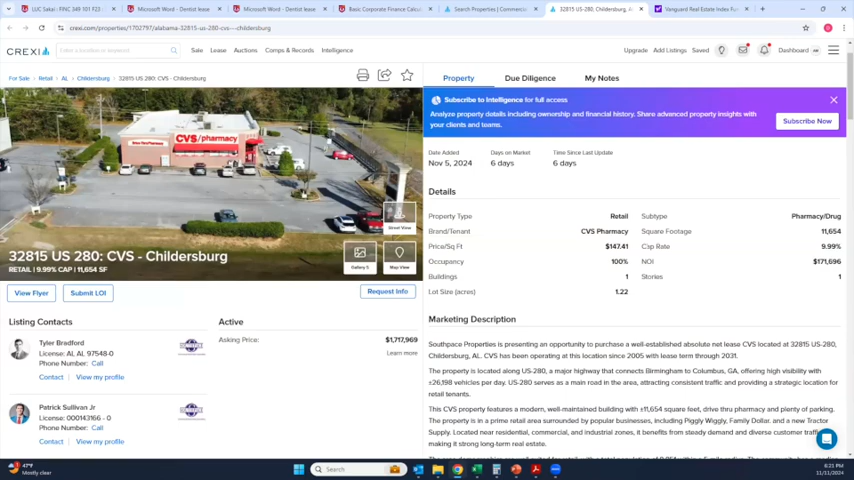 LUC Sakai - FINC 349 101 F23
Microsoft Word - Dentist lease
Microsoft Word - Dentist lease
Microsoft Word - Dentist lease
Basic Corporate Finance Calcu
Search Properties | Commercial
32815 US-280, Childersburg, A
Vanguard Real Estate Index Fun
crexi.com/properties/1702797/alabama-32815-us-280-cvs---childersburg
CREXI
Enter a location or keyword
Sale Lease Auctions Comps & Records Intelligence
Upgrade Add Listings Saved Dashboard
For Sale > Retail > AL > Childersburg > 32815 US 280: CVS - Childersburg
Property Due Diligence My Notes
Subscribe to Intelligence for full access
Analyze property details including ownership and financial history. Share advanced property insights with
your clients and teams.
Subscribe Now
CVS/pharmacy
Drive-Thru Pharmacy
Street View
Gallery 5
Map View
32815 US 280: CVS - Childersburg
RETAIL | 9.99% CAP | 11,654 SF
View Flyer
Submit LOI
Request Info
Listing Contacts
Tyler Bradford
License: AL AL 97548-0
Phone Number: Call
Contact View my profile
Patrick Sullivan Jr
License: 000143166 - 0
Phone Number: Call
Contact View my profile
Active
Asking Price: $1,717,969
Learn more
Date Added Days on Market Time Since Last Update
Nov 5, 2024 6 days 6 days
Details
Property Type Retail Subtype Pharmacy/Drug
Brand/Tenant CVS Pharmacy Square Footage 11,654
Price/Sq Ft $147.41 Cap Rate 9.99%
Occupancy 100% NOI $171,696
Buildings 1 Stories 1
Lot Size (acres) 1.22
Marketing Description
Southpace Properties is presenting an opportunity to purchase a well-established absolute net lease CVS located at 32815 US-280,
Childersburg, AL. CVS has been operating at this location since 2005 with lease term through 2031.
The property is located along US-280, a major highway that connects Birmingham to Columbus, GA, offering high visibility with
±26,198 vehicles per day. US-280 serves as a main road in the area, attracting consistent traffic and providing a strategic location for
retail tenants.
This CVS property features a modern, well-maintained building with ±11,654 square feet, drive thru pharmacy and plenty of parking.
The property is in a prime retail area surrounded by popular businesses, including Piggly Wiggly, Family Dollar, and a new Tractor
Supply. Located near residential, commercial, and industrial zones, it benefits from steady demand and diverse customer traffic
making it strong long-term real estate.
47°F
Mostly clear
Search
6:21 PM
11/11/2024